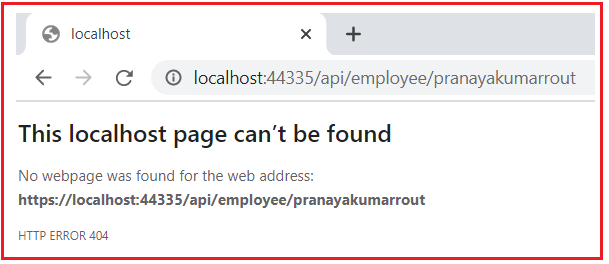 localhost
localhost:44335/api/employee/pranayakumarrout
This localhost page can’t be found
No webpage was found for the web address:
https://localhost:44335/api/employee/pranayakumarrout
HTTP ERROR 404